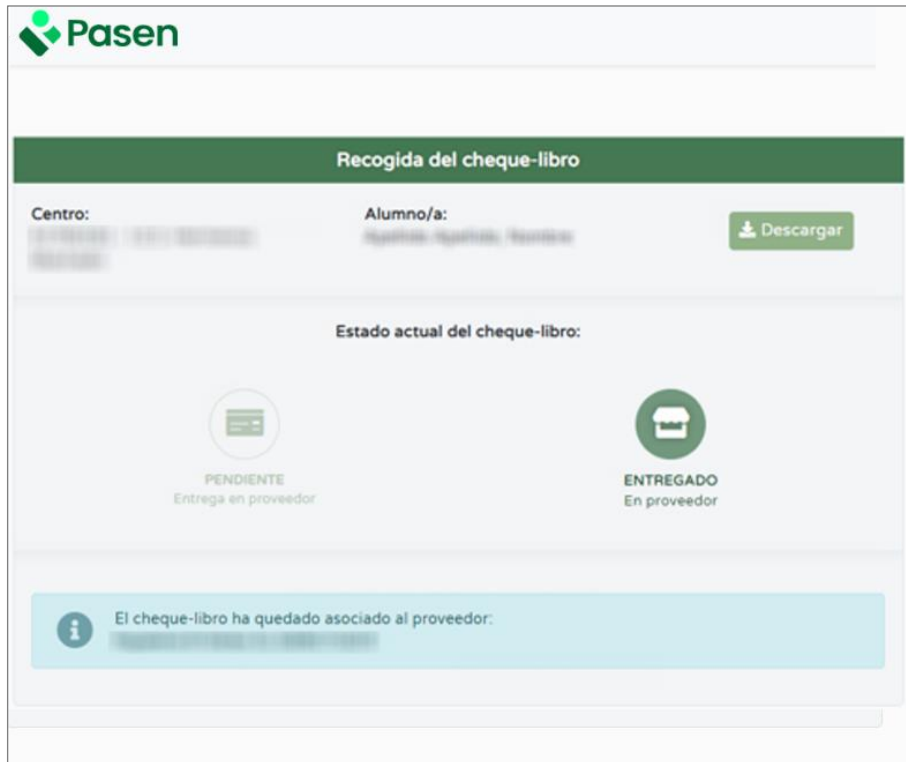 Pasen
Recogida del cheque-libro
Centro:
Alumno/a:
Descargar
Estado actual del cheque-libro:
PENDIENTE
Entrega en proveedor
ENTREGADO
En proveedor
El cheque-libro ha quedado asociado al proveedor: